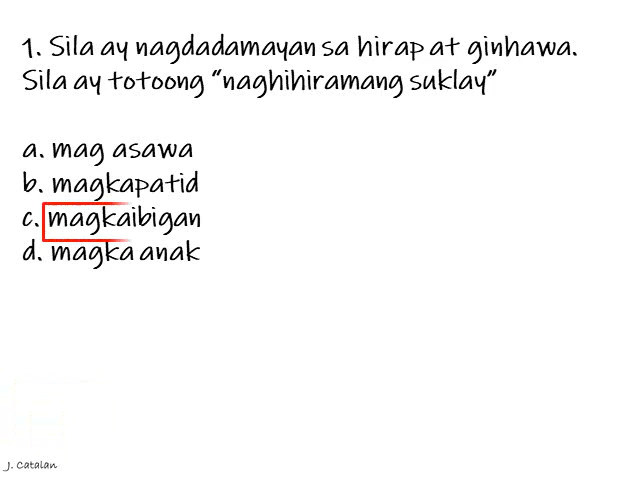 1. Sila ay nagdadamayan sa hirap at ginhawa.
Sila ay totoong “naghihiramang suklay”
a. mag asawa
b. magkapatid
c. magkaibigan
d. magka anak
J. Catalan